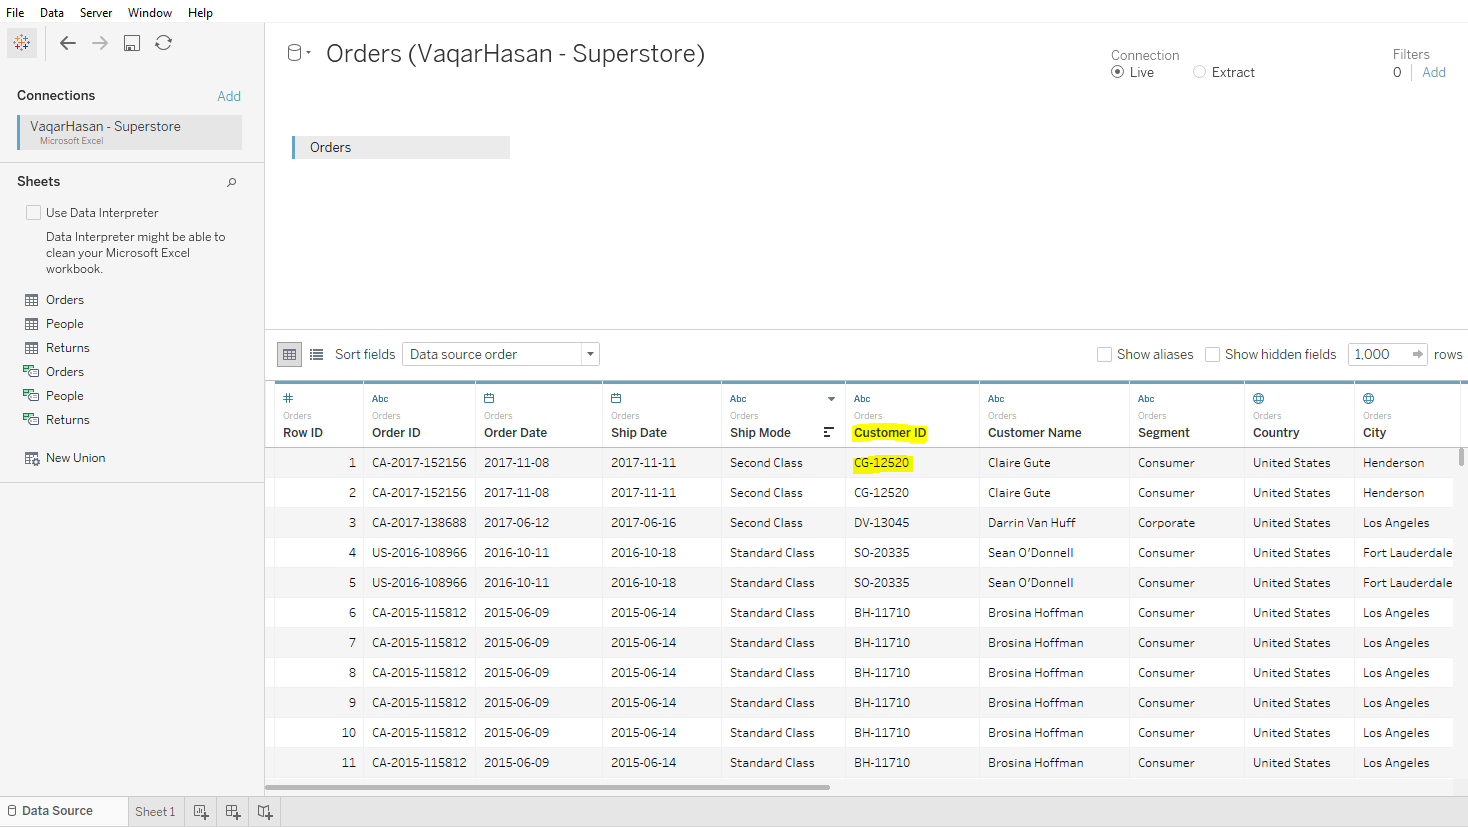 File Data Server Window Help
Orders (VaqarHasan - Superstore)
Connection
Live Extract
Filters
0 Add
Connections Add
VaqarHasan - Superstore
Microsoft Excel
Orders
Sheets
Use Data Interpreter
Data Interpreter might be able to
clean your Microsoft Excel
workbook.
Orders
People
Returns
Orders
People
Returns
New Union
Sort fields Data source order Show aliases Show hidden fields 1,000 rows
# Abc Abc Abc Abc Abc
Orders Orders Orders Orders Orders Orders Orders Orders Orders Orders
Row ID Order ID Order Date Ship Date Ship Mode Customer ID Customer Name Segment Country City
1 CA-2017-152156 2017-11-08 2017-11-11 Second Class CG-12520 Claire Gute Consumer United States Henderson
2 CA-2017-152156 2017-11-08 2017-11-11 Second Class CG-12520 Claire Gute Consumer United States Henderson
3 CA-2017-138688 2017-06-12 2017-06-16 Second Class DV-13045 Darrin Van Huff Corporate United States Los Angeles
4 US-2016-108966 2016-10-11 2016-10-18 Standard Class SO-20335 Sean O'Donnell Consumer United States Fort Lauderdale
5 US-2016-108966 2016-10-11 2016-10-18 Standard Class SO-20335 Sean O'Donnell Consumer United States Fort Lauderdale
6 CA-2015-115812 2015-06-09 2015-06-14 Standard Class BH-11710 Brosina Hoffman Consumer United States Los Angeles
7 CA-2015-115812 2015-06-09 2015-06-14 Standard Class BH-11710 Brosina Hoffman Consumer United States Los Angeles
8 CA-2015-115812 2015-06-09 2015-06-14 Standard Class BH-11710 Brosina Hoffman Consumer United States Los Angeles
9 CA-2015-115812 2015-06-09 2015-06-14 Standard Class BH-11710 Brosina Hoffman Consumer United States Los Angeles
10 CA-2015-115812 2015-06-09 2015-06-14 Standard Class BH-11710 Brosina Hoffman Consumer United States Los Angeles
11 CA-2015-115812 2015-06-09 2015-06-14 Standard Class BH-11710 Brosina Hoffman Consumer United States Los Angeles
Data Source Sheet 1